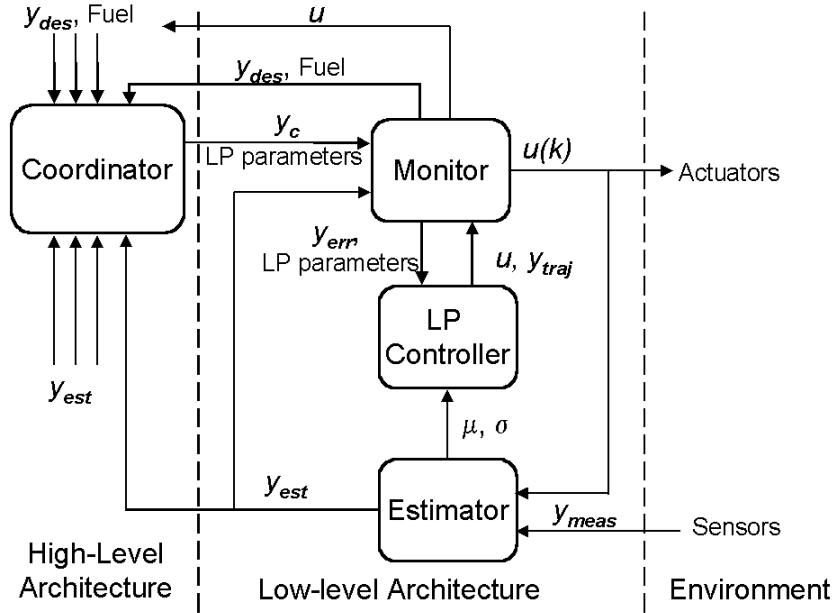 y_des, Fuel
u
y_des, Fuel
Coordinator
y_c
LP parameters
Monitor
u(k)
Actuators
y_err,
LP parameters
u, y_traj
LP
Controller
y_est
μ, σ
y_est
Estimator
y_meas
Sensors
High-Level
Architecture
Low-level Architecture
Environment